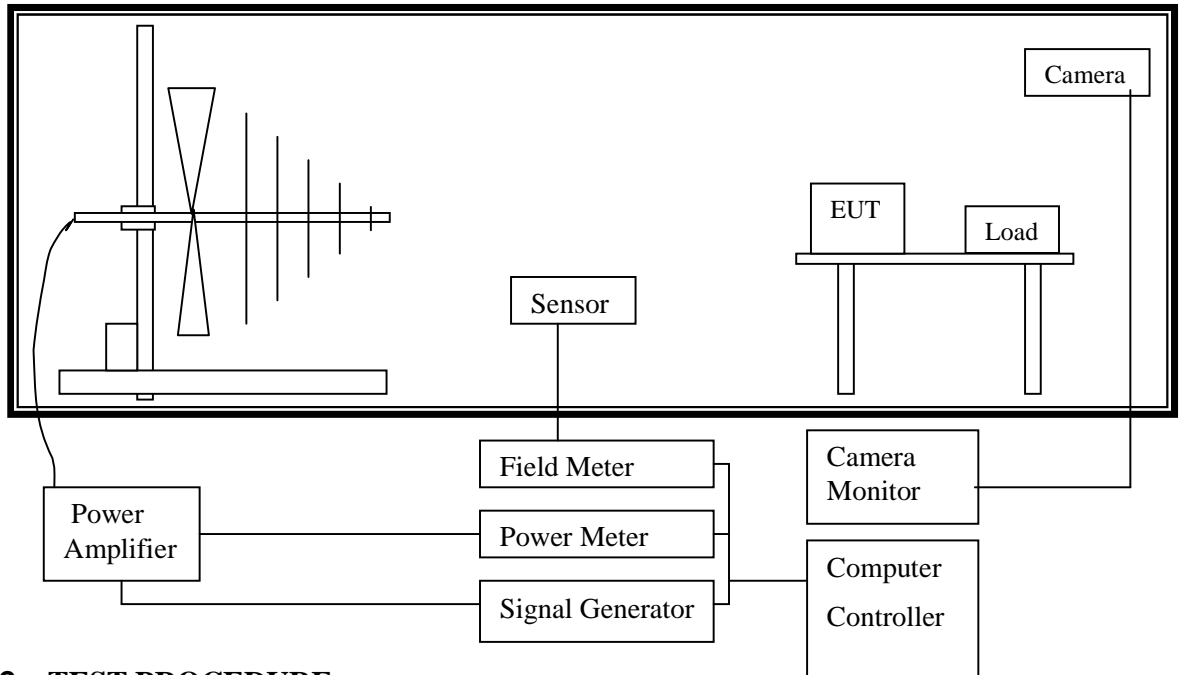 Camera
EUT
Load
Sensor
Field Meter
Camera
Monitor
Power
Amplifier
Power Meter
Computer
Controller
Signal Generator
TEST PROCEDURE